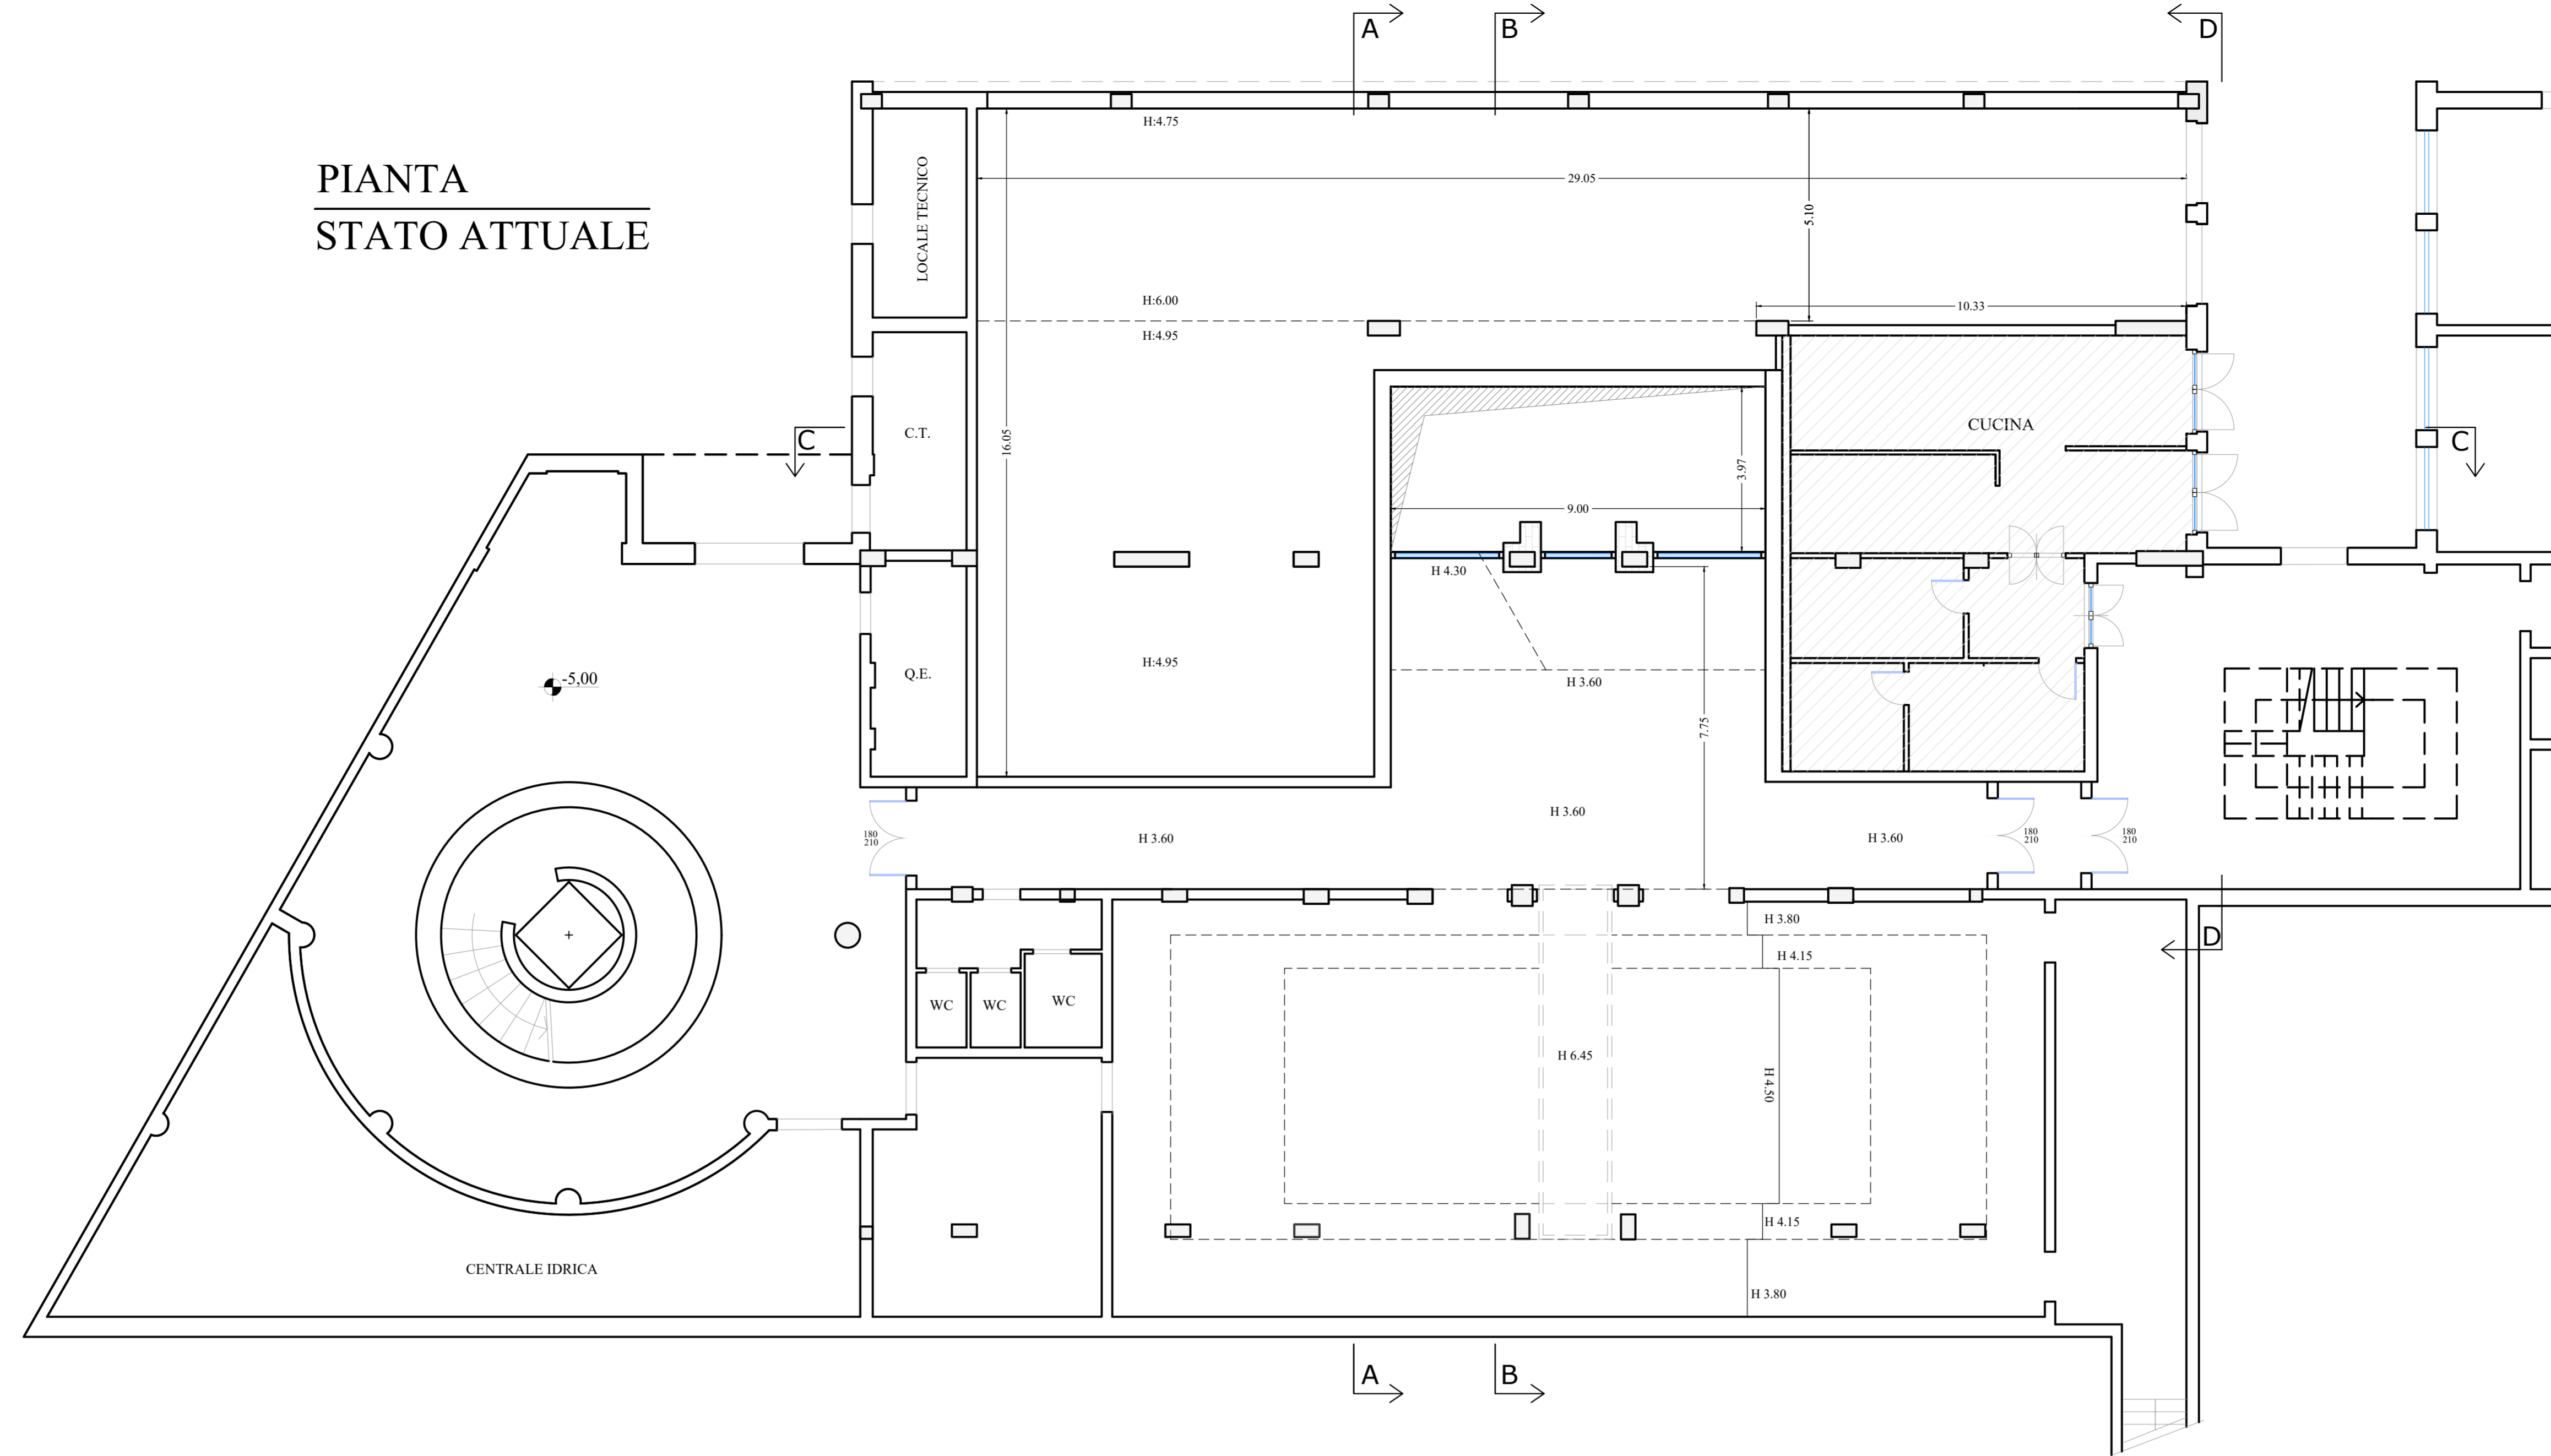 A
B
D
H:4.75
PIANTA
STATO ATTUALE
LOCALE TECNICO
29.05
5.10
H:6.00
10.33
H:4.95
C
C.T.
16.05
3.97
CUCINA
C
9.00
H 4.30
H:4.95
Q.E.
-5,00
H 3.60
7.75
H 3.60
180
210
H 3.60
H 3.60
180
210
180
210
H 3.80
D
H 4.15
WC
WC
WC
H 6.45
H 4.50
H 4.15
CENTRALE IDRICA
H 3.80
A
B